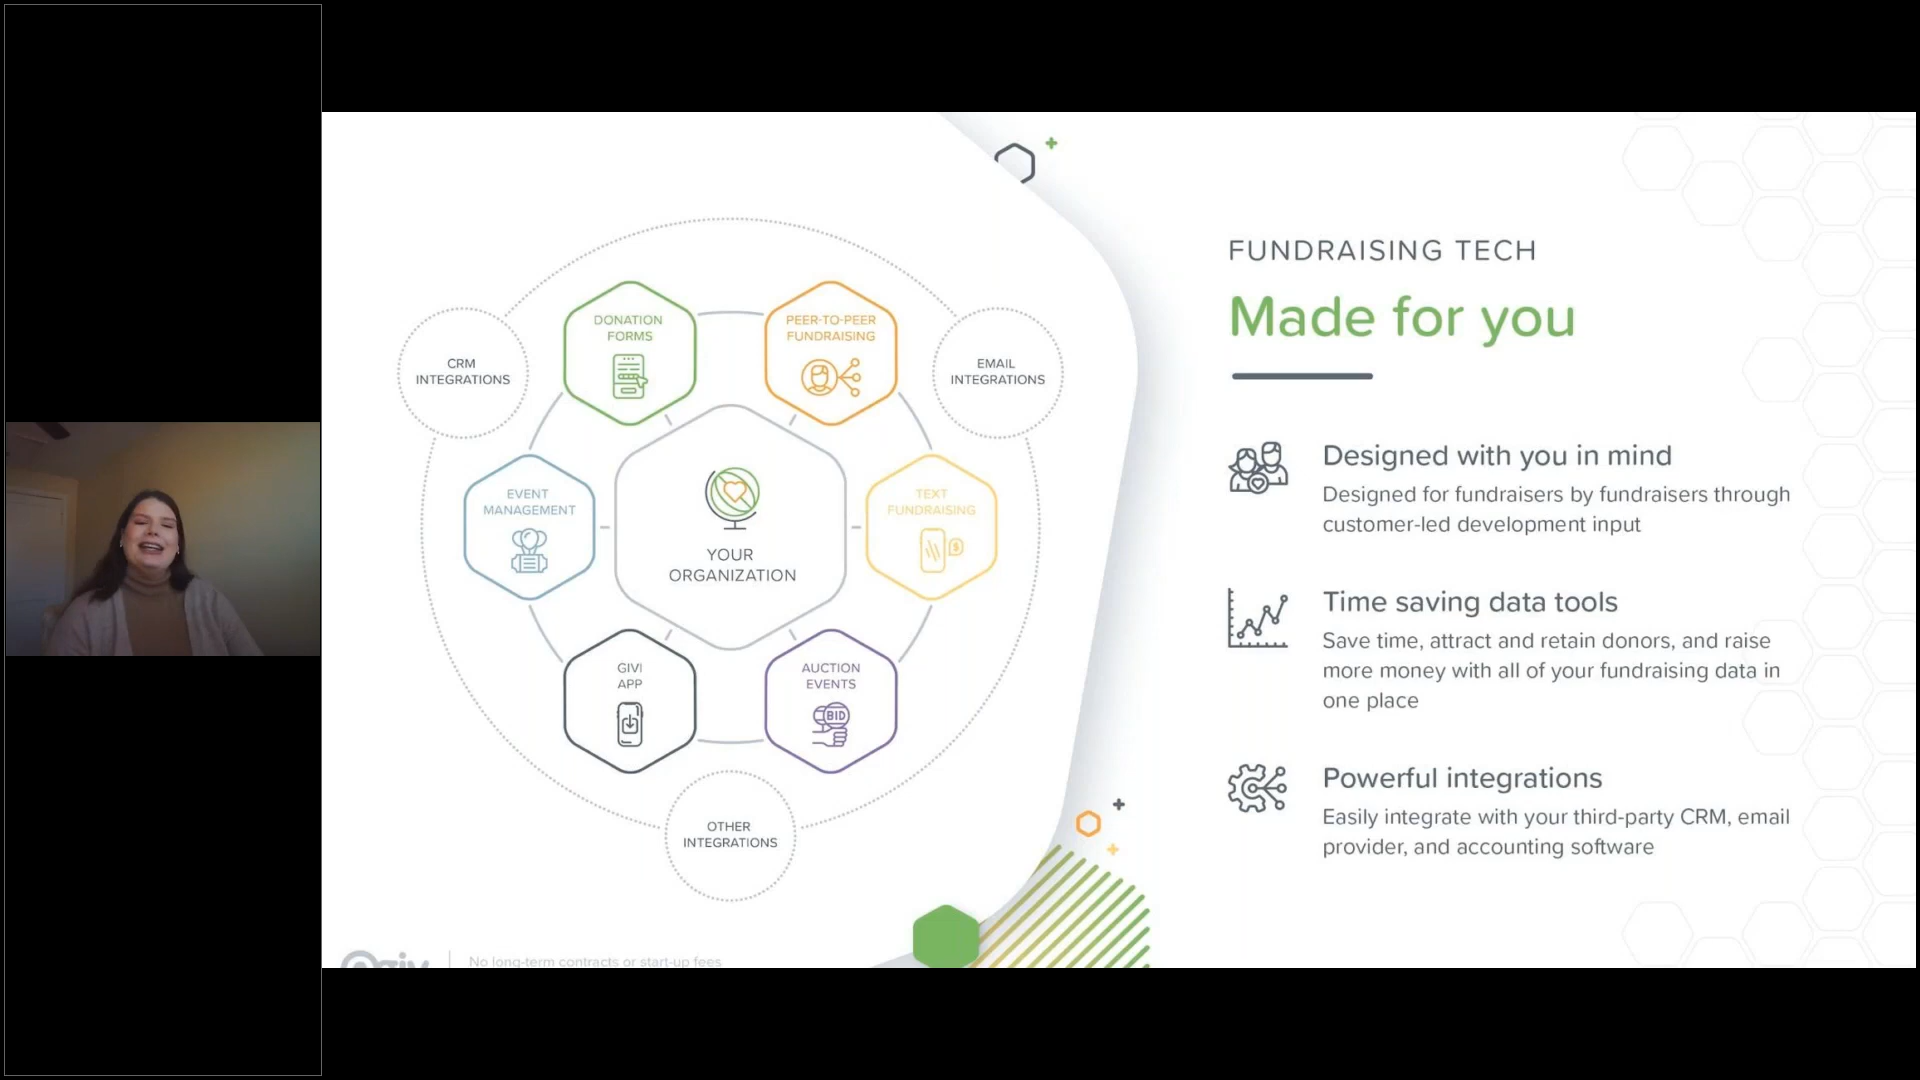 FUNDRAISING TECH
Made for you
Designed with you in mind
Designed for fundraisers by fundraisers through
customer-led development input
Time saving data tools
Save time, attract and retain donors, and raise
more money with all of your fundraising data in
one place
Powerful integrations
Easily integrate with your third-party CRM, email
provider, and accounting software
DONATION
FORMS
PEER-TO-PEER
FUNDRAISING
CRM
INTEGRATIONS
EMAIL
INTEGRATIONS
EVENT
MANAGEMENT
TEXT
FUNDRAISING
$
YOUR
ORGANIZATION
GIVI
APP
AUCTION
EVENTS
BID
OTHER
INTEGRATIONS
Qgiv
No long-term contracts or start-up fees